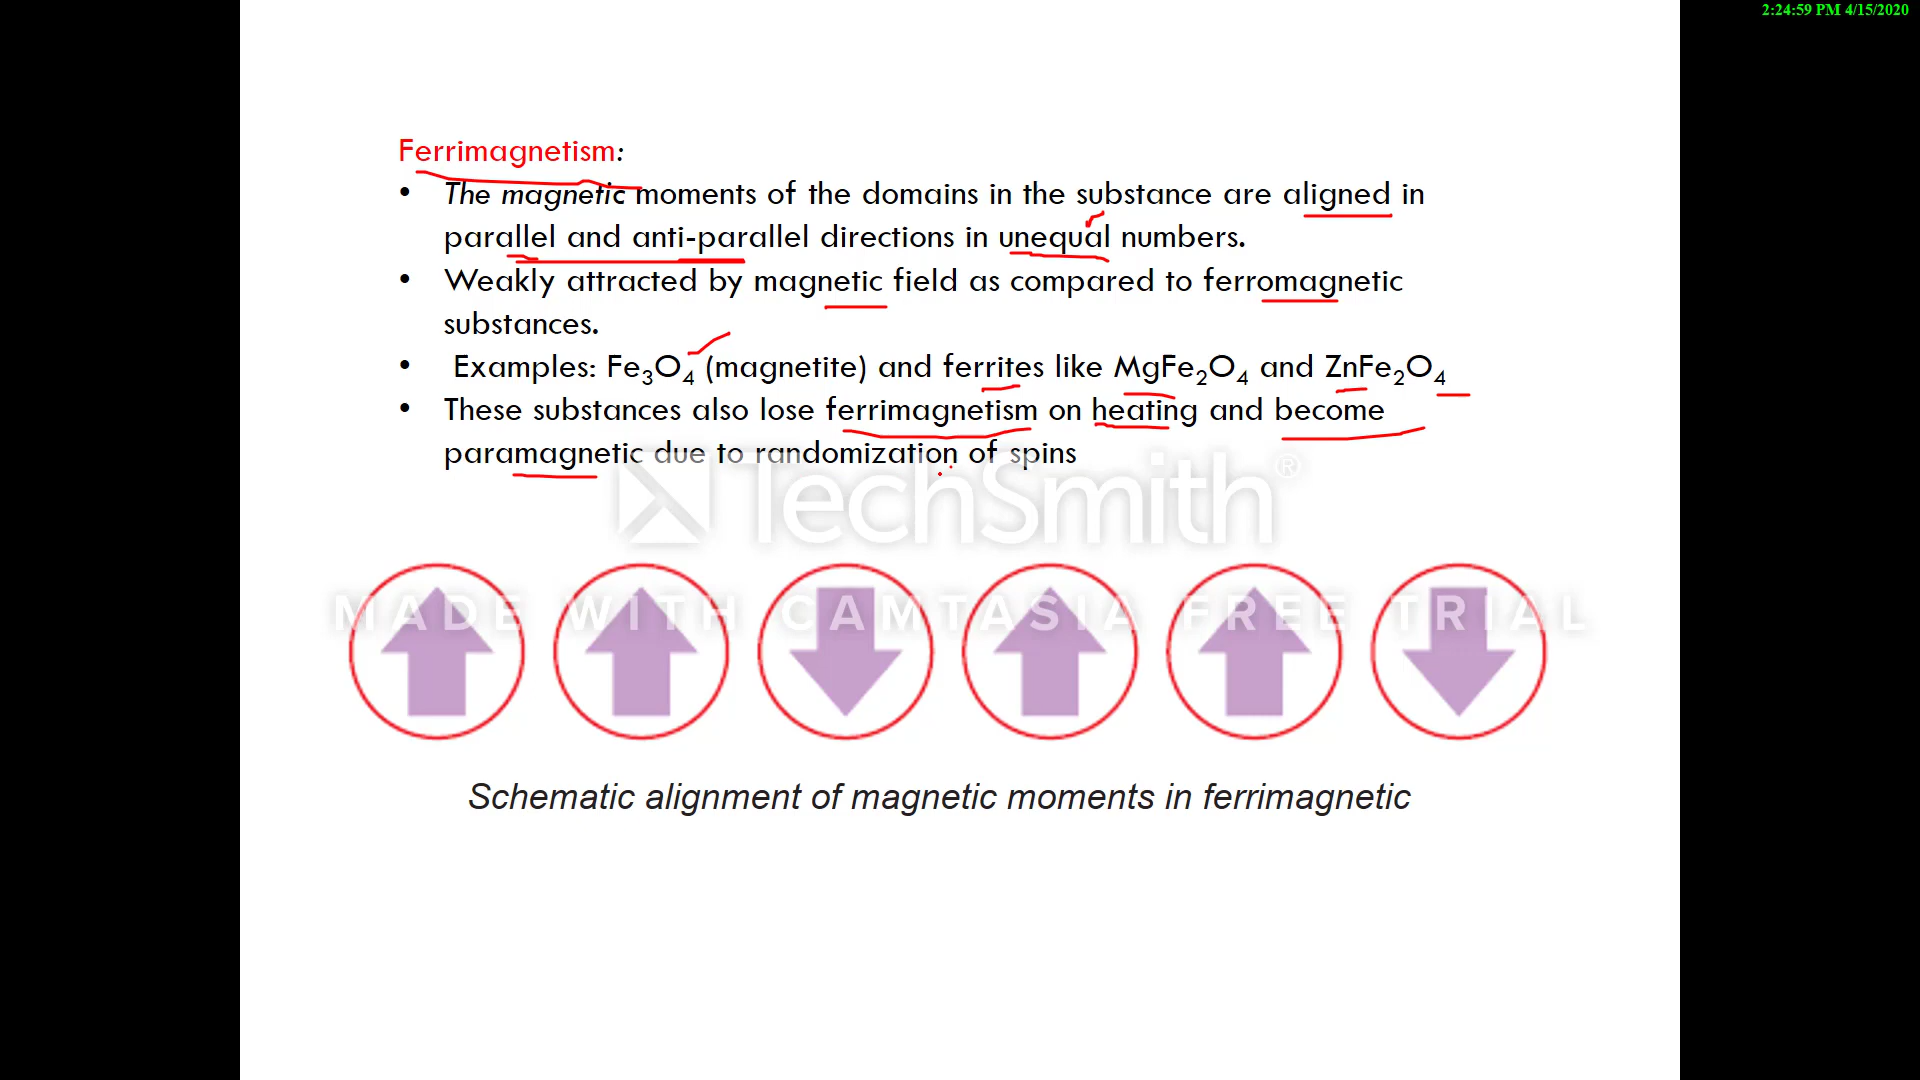 2:24:59 PM 4/15/2020
Ferrimagnetism:
• The magnetic moments of the domains in the substance are aligned in
parallel and anti-parallel directions in unequal numbers.
• Weakly attracted by magnetic field as compared to ferromagnetic
substances.
• Examples: Fe₃O₄ (magnetite) and ferrites like MgFe₂O₄ and ZnFe₂O₄
• These substances also lose ferrimagnetism on heating and become
paramagnetic due to randomization of spins
TechSmith®
MADE WITH CAMTASIA FREE TRIAL
Schematic alignment of magnetic moments in ferrimagnetic